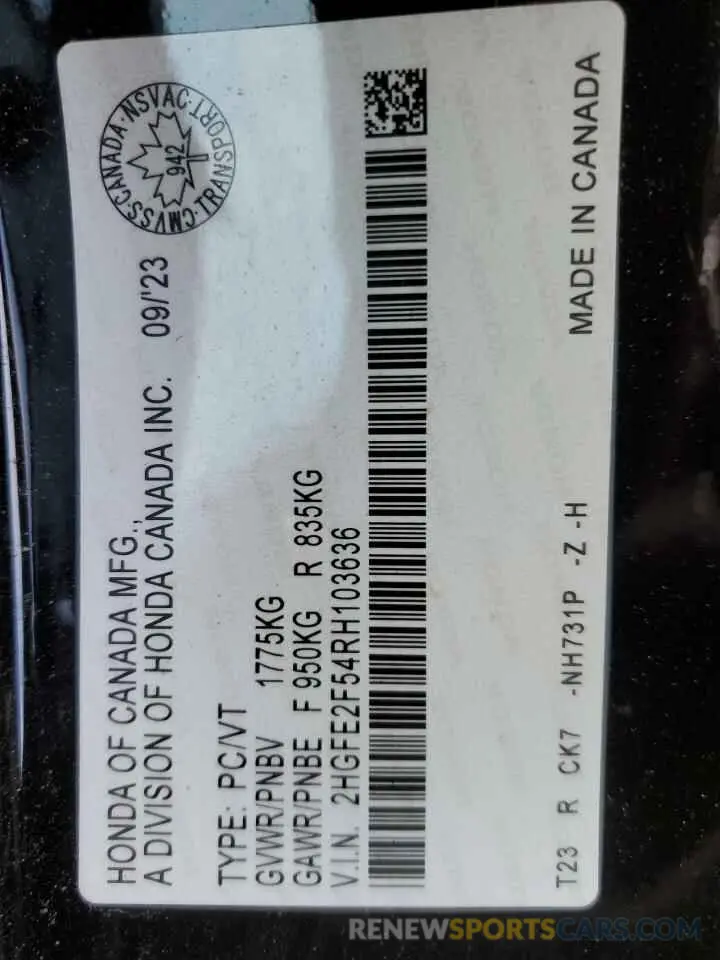 HONDA OF CANADA MFG.,
A DIVISION OF HONDA CANADA INC. 09/'23
CANADA·NSVAC·TRANSPORT·CMVSS·
942
TYPE: PC/VT
GVWR/PNBV 1775KG
GAWR/PNBE F 950KG R 835KG
V.I.N. 2HGFE2F54RH103636
T23 R CK7 -NH731P -Z -H MADE IN CANADA
RENEWSPORTSCARS.COM